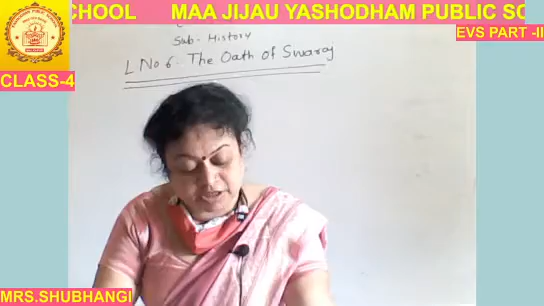 CHOOL MAA JIJAU YASHODHAM PUBLIC SC
EVS PART -II
Sub - History
L No 6. The Oath of Swaraj
CLASS-4
MRS.SHUBHANGI